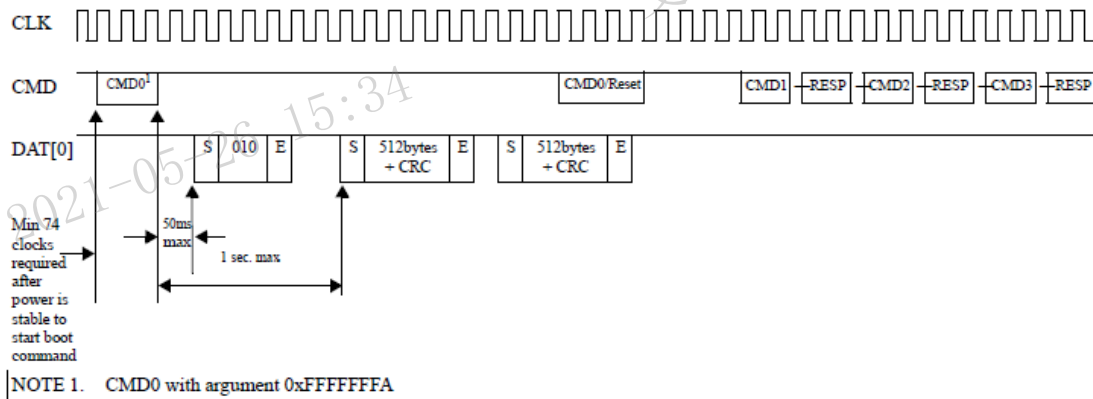 CLK
CMD
CMD0¹
CMD0/Reset
CMD1
RESP
CMD2
RESP
CMD3
RESP
DAT[0]
S
010
E
S
512bytes
+ CRC
E
S
512bytes
+ CRC
E
2021-05-26 15:34
Min 74
clocks
required
after
power is
stable to
start boot
command
50ms
max
1 sec. max
NOTE 1. CMD0 with argument 0xFFFFFFFA